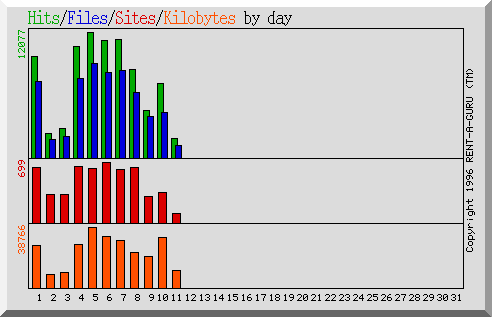 Hits/Files/Sites/Kilobytes by day
12077
699
38766
1 2 3 4 5 6 7 8 9 10 11 12 13 14 15 16 17 18 19 20 21 22 23 24 25 26 27 28 29 30 31
Copyright 1996 RENT-A-GURU (TM)